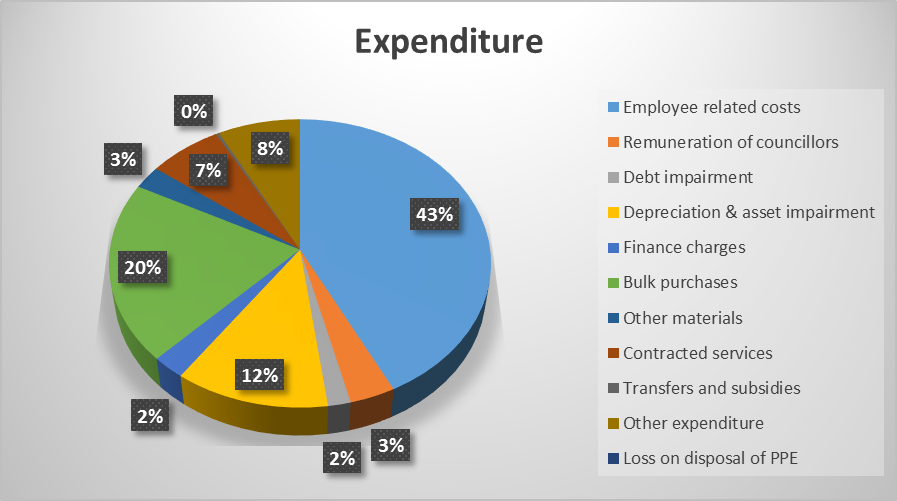 Expenditure
0%
8%
3%
7%
43%
20%
12%
2%
2%
3%
Employee related costs
Remuneration of councillors
Debt impairment
Depreciation & asset impairment
Finance charges
Bulk purchases
Other materials
Contracted services
Transfers and subsidies
Other expenditure
Loss on disposal of PPE